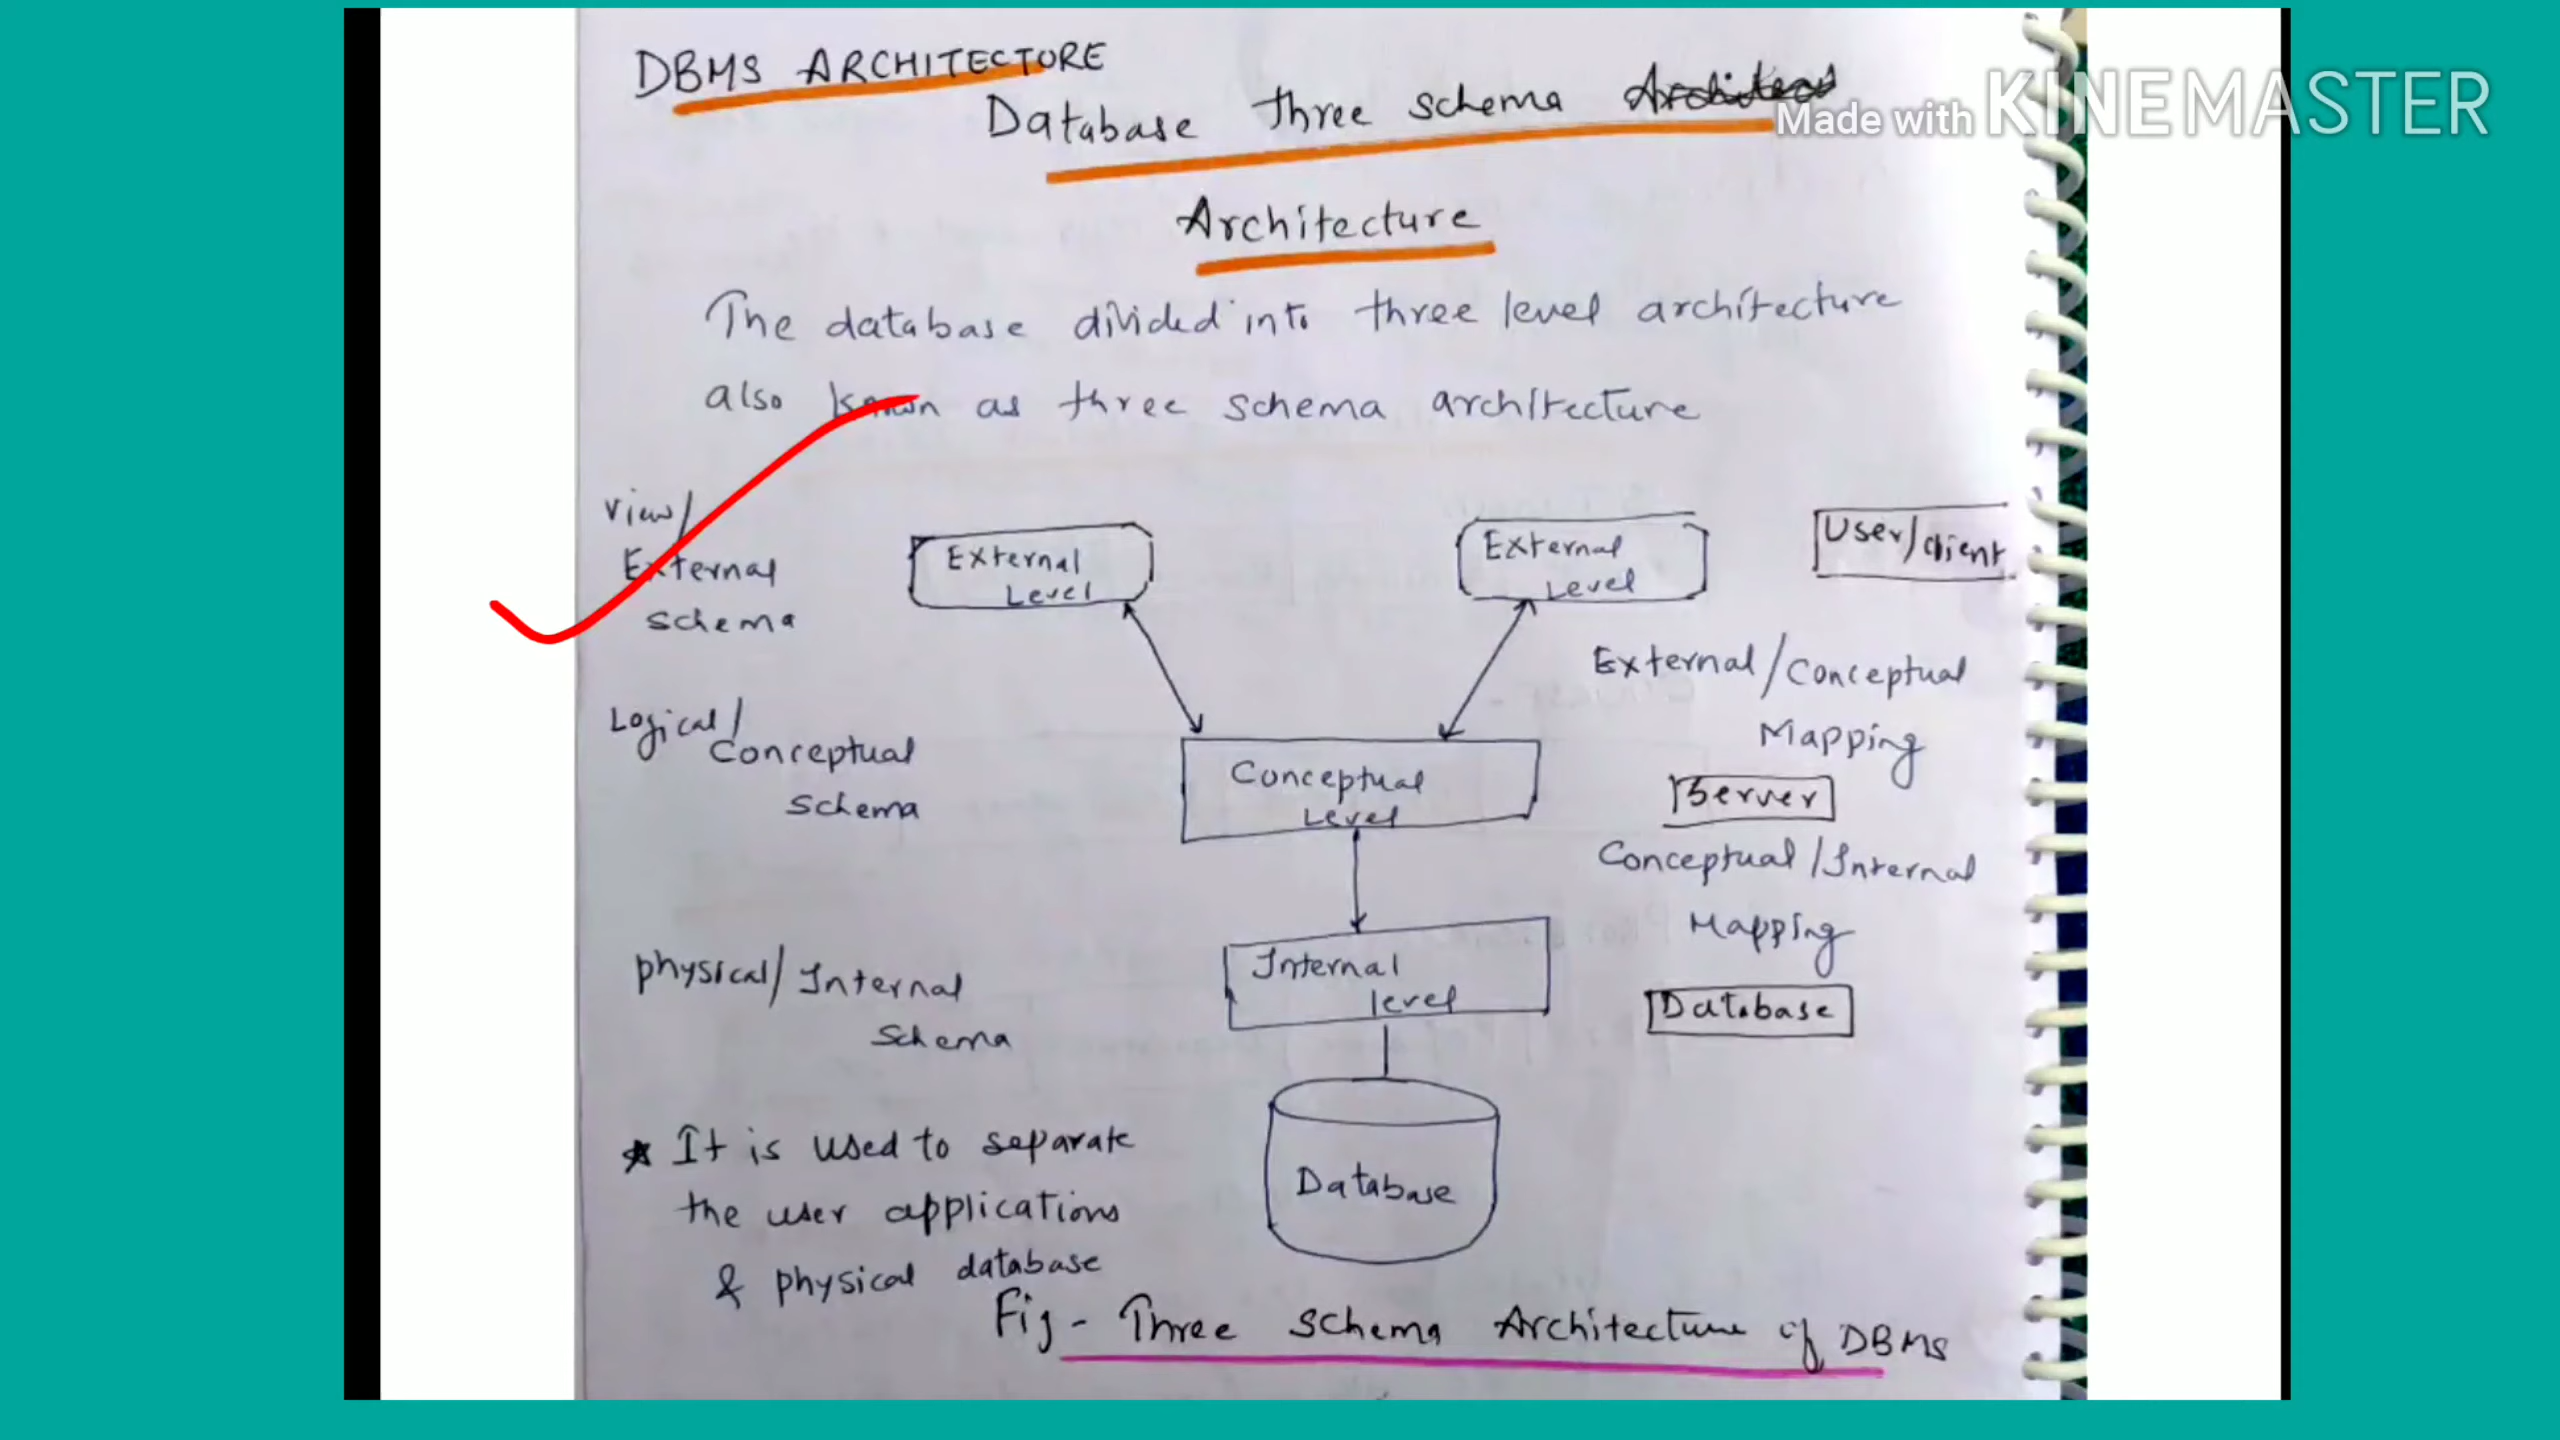 DBMS ARCHITECTORE
Database three schema
Made with KINEMASTER
Architecture
The database divided into three level architecture
also known as three schema architecture
View/
External
schema
External
Level
External
Level
User/client
External/Conceptual
Mapping
Logical/
Conceptual
schema
Conceptual
Level
Server
Conceptual/Internal
Mapping
physical/Internal
Schema
Internal
level
Database
* It is used to separate
the user applications
& physical database
Database
Fig - Three Schema Architecture of DBMS